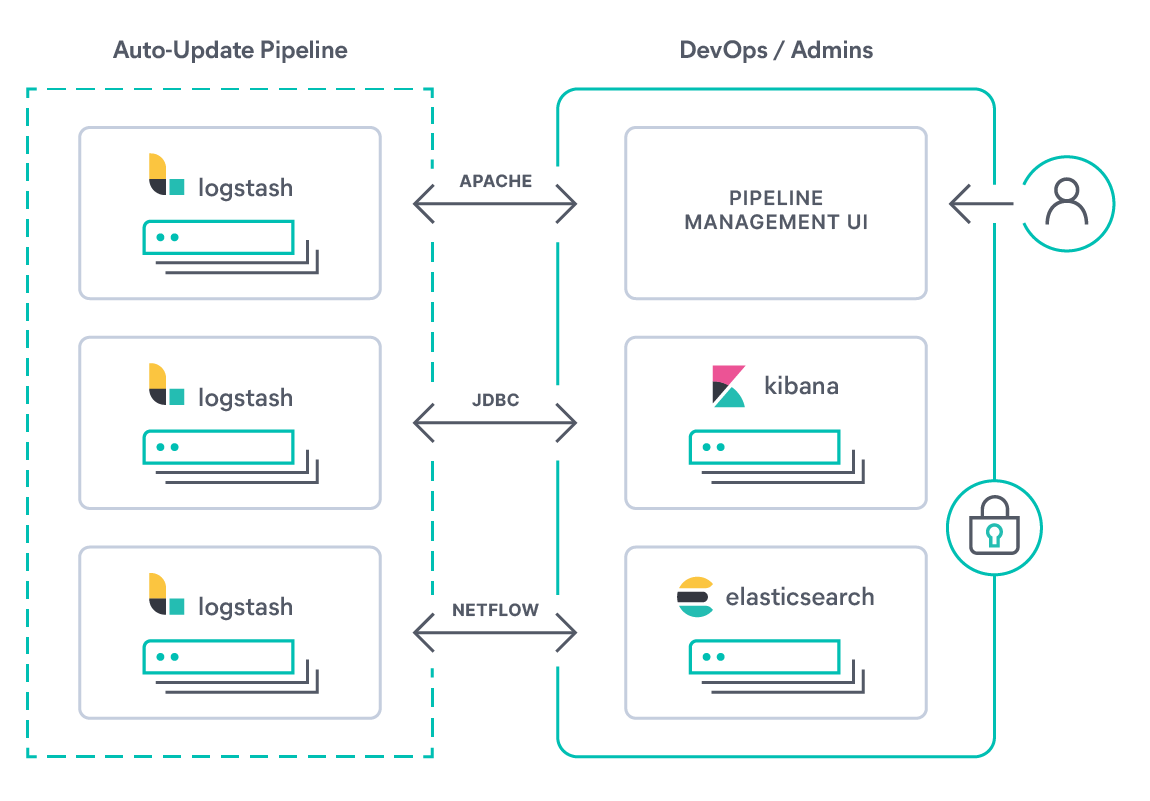 Auto-Update Pipeline
DevOps / Admins
logstash
APACHE
PIPELINE
MANAGEMENT UI
logstash
JDBC
kibana
logstash
NETFLOW
elasticsearch